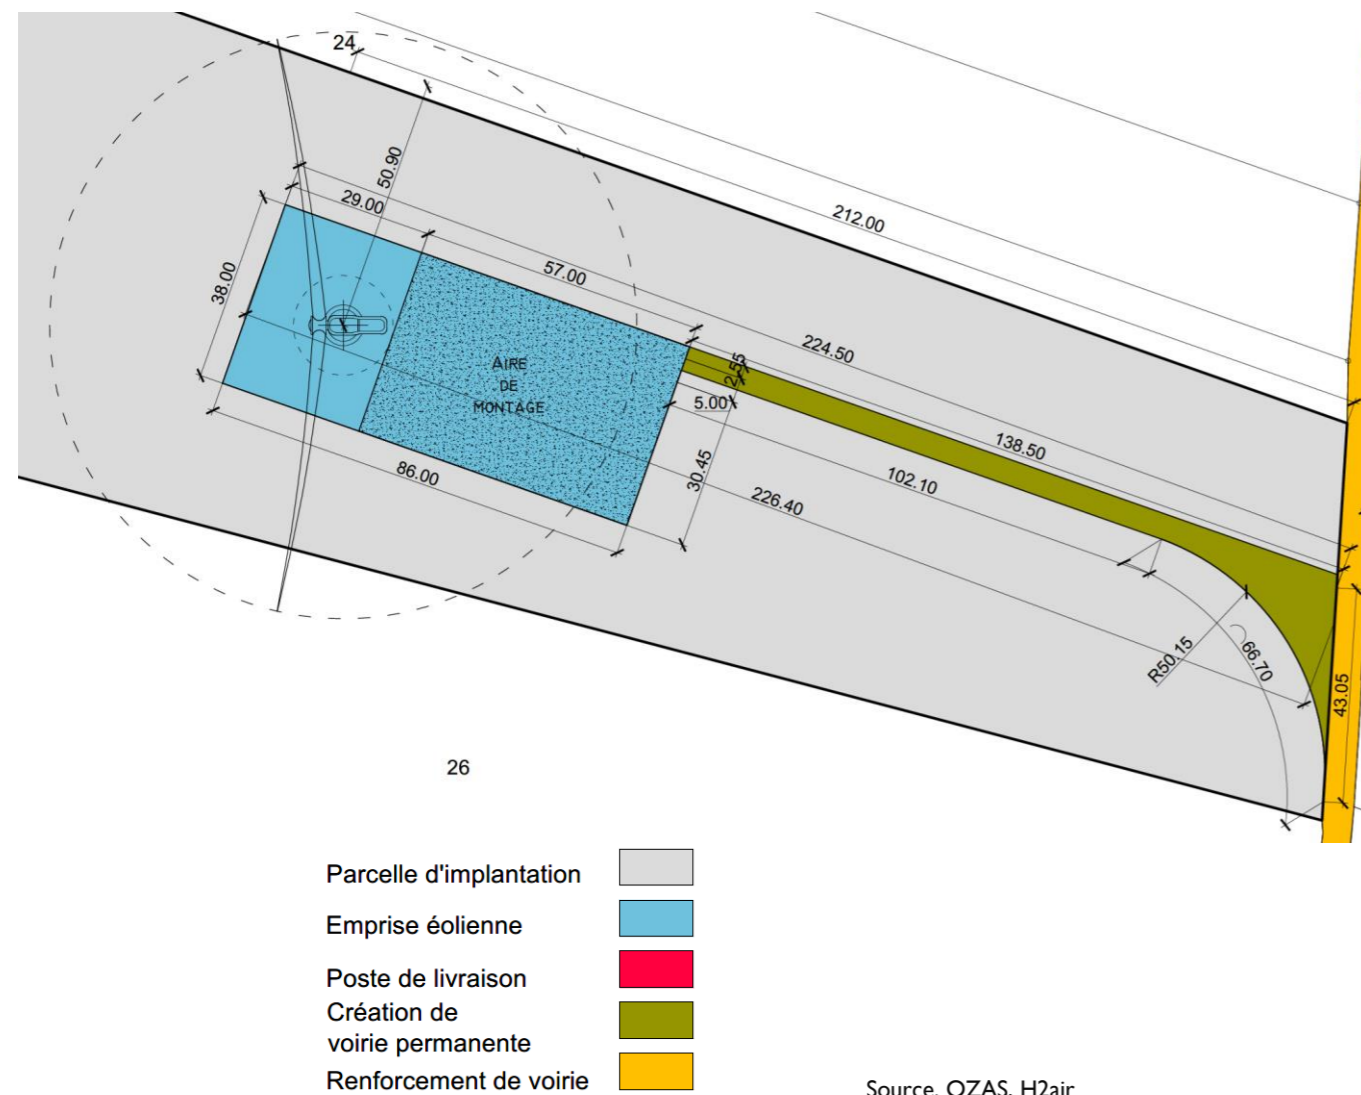 24
50.90
29.00
212.00
38.00
57.00
224.50
AIRE
DE
MONTAGE
2.55
5.00
138.50
86.00
30.45
102.10
226.40
R50.15
66.70
43.05
26
Parcelle d'implantation
Emprise éolienne
Poste de livraison
Création de
voirie permanente
Renforcement de voirie
Source. OZAS, H2air